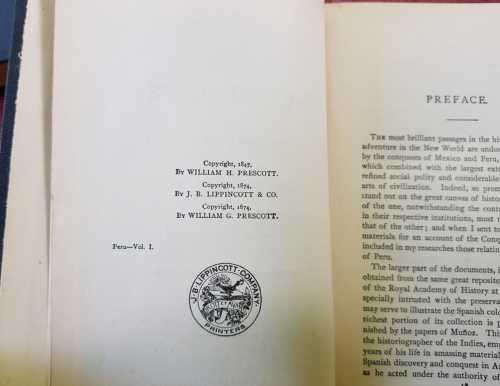 Copyright, 1847,
BY WILLIAM H. PRESCOTT.
Copyright, 1874,
BY J. B. LIPPINCOTT & CO.
Copyright, 1874,
BY WILLIAM G. PRESCOTT.
Peru—Vol. I.
J. B. LIPPINCOTT COMPANY
PRINTERS
PREFACE.
THE most brilliant passages in the his
adventure in the New World are undou
by the conquests of Mexico and Peru,
which combined with the largest exte
refined social polity and considerable
arts of civilization. Indeed, so prom
stand out on the great canvas of histo
of the one, notwithstanding the contr
in their respective institutions, most
that of the other; and when I sent to
materials for an account of the Conq
included in my researches those relatin
of Peru.
The larger part of the documents, i
obtained from the same great reposito
of the Royal Academy of History at
specially intrusted with the preserva
may serve to illustrate the Spanish colo
richest portion of its collection is p
nished by the papers of Muñoz. This
the historiographer of the Indies, emp
years of his life in amassing material
Spanish discovery and conquest in A
as he acted under the authority of